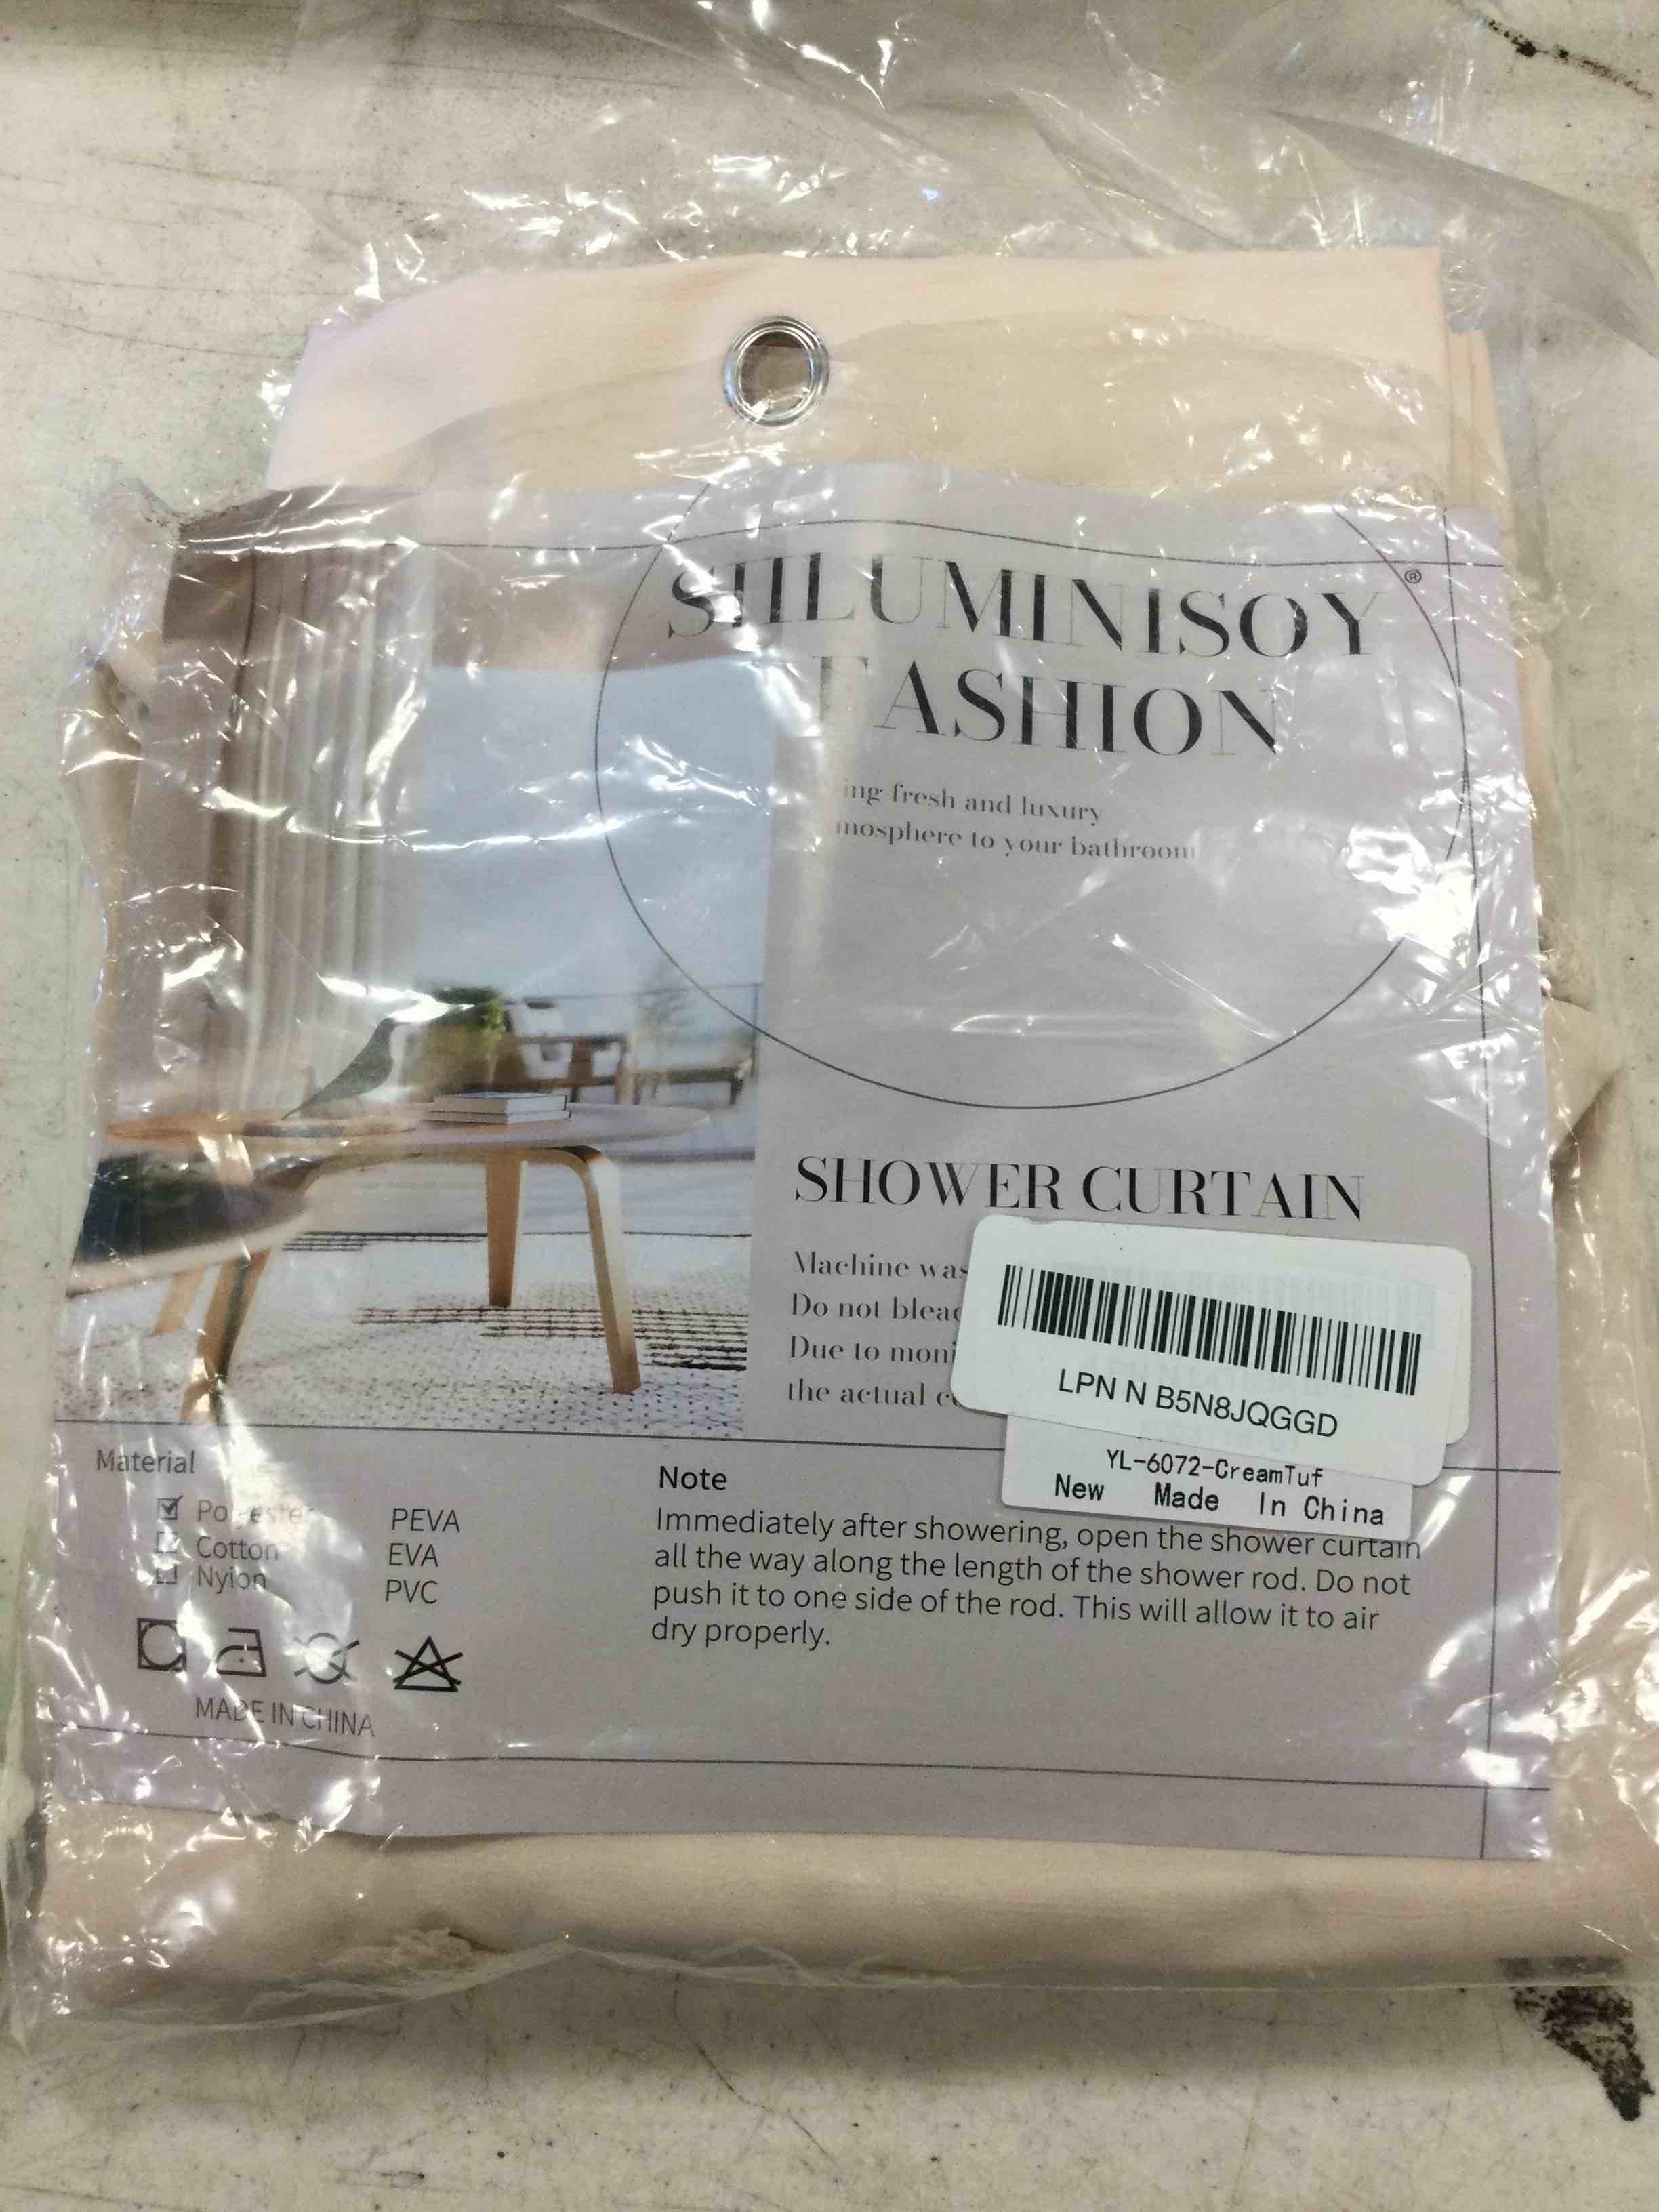 SIILUMINISOY ®
FASHION
ing fresh and luxury
mosphere to your bathroom
SHOWER CURTAIN
Machine was
Do not bleac
Due to moni
the actual c
LPN N B5N8JQGGD
YL-6072-CreamTuf
New Made In China
Material
Polyester PEVA
Cotton EVA
Nylon PVC
MADE IN CHINA
Note
Immediately after showering, open the shower curtain
all the way along the length of the shower rod. Do not
push it to one side of the rod. This will allow it to air
dry properly.